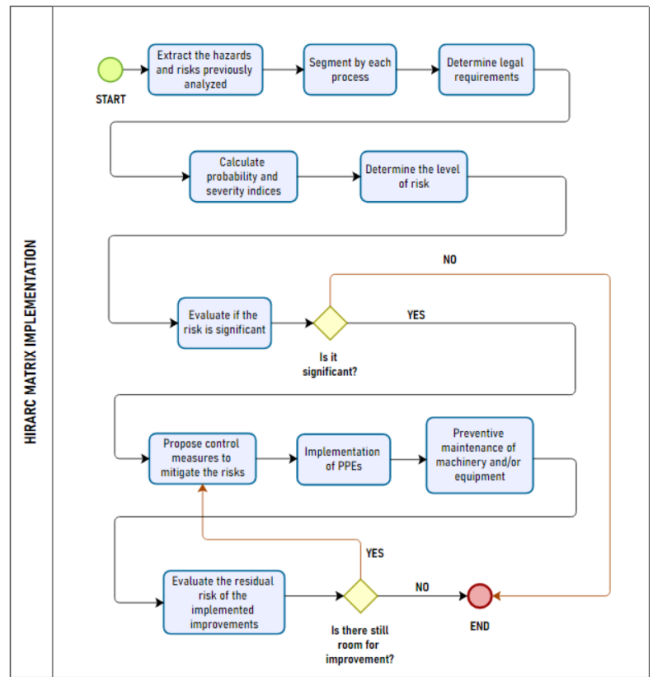 HIRARC MATRIX IMPLEMENTATION
START
Extract the hazards
and risks previously
analyzed
Segment by each
process
Determine legal
requirements
Calculate
probability and
severity indices
Determine the level
of risk
Evaluate if the
risk is significant
Is it
significant?
NO
YES
Propose control
measures to
mitigate the risks
Implementation
of PPEs
Preventive
maintenance of
machinery and/or
equipment
Evaluate the residual
risk of the
implemented
improvements
Is there still
room for
improvement?
YES
NO
END